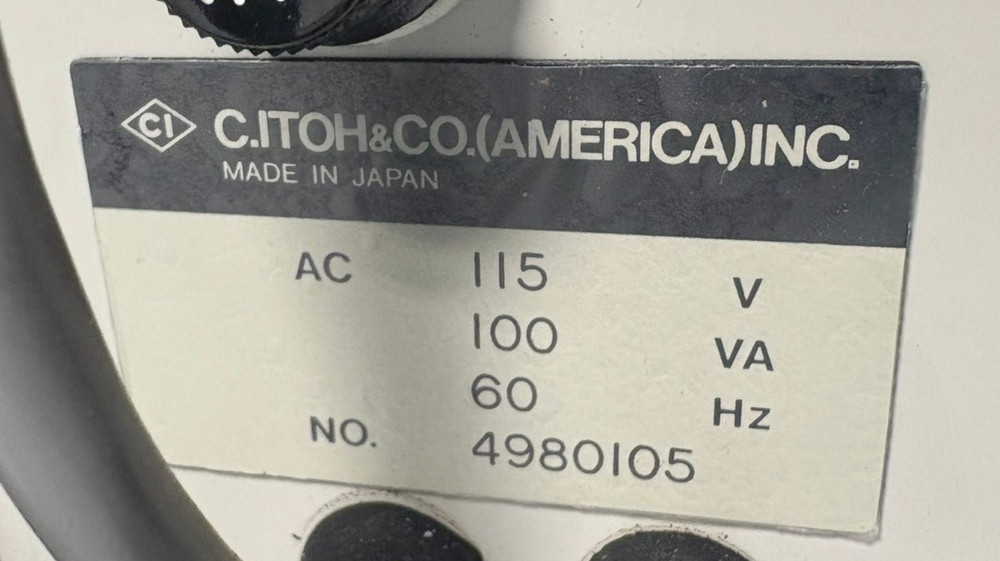 CI C.ITOH&CO.(AMERICA)INC.
MADE IN JAPAN
AC 115 V
100 VA
60 Hz
NO. 4980105